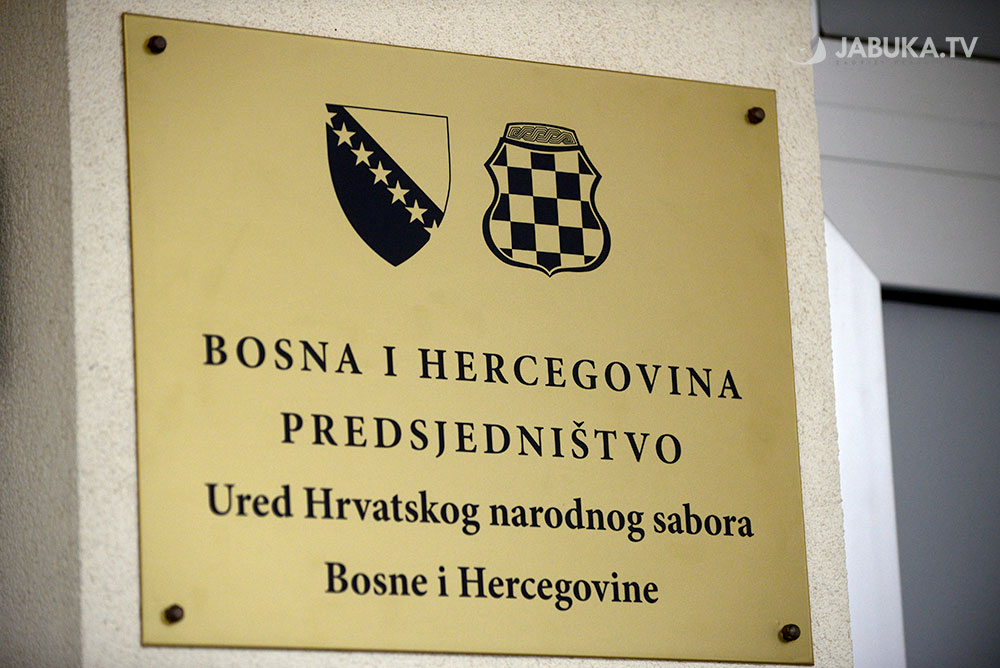 JABUKA.TV
BOSNA I HERCEGOVINA
PREDSJEDNIŠTVO
Ured Hrvatskog narodnog sabora
Bosne i Hercegovine